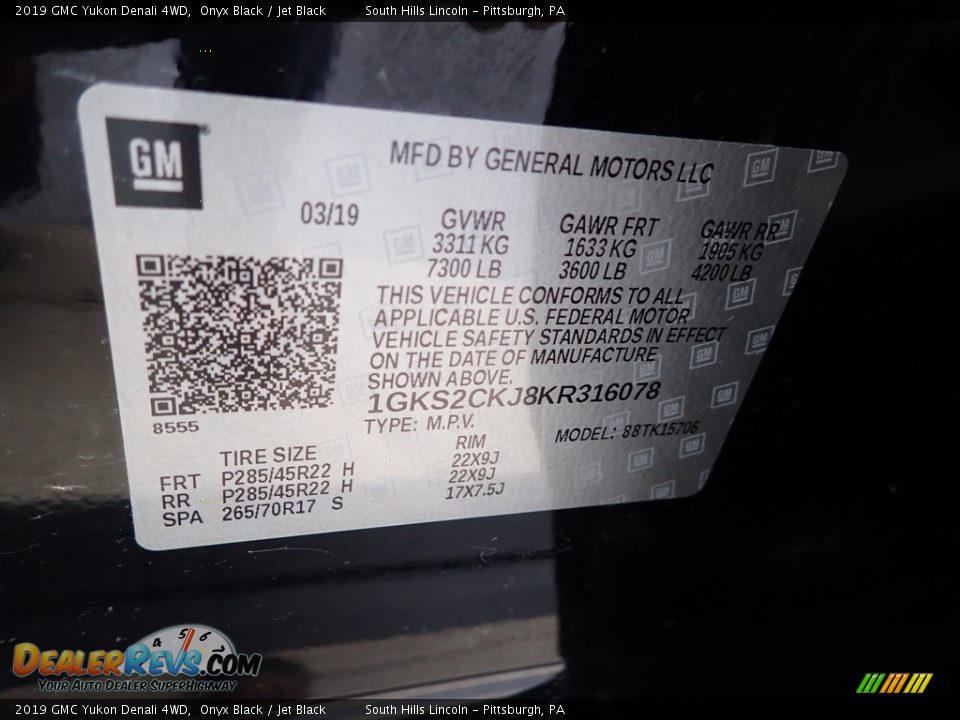 2019 GMC Yukon Denali 4WD, Onyx Black / Jet Black South Hills Lincoln - Pittsburgh, PA
GM
MFD BY GENERAL MOTORS LLC
03/19 GVWR GAWR FRT GAWR RR
3311 KG 1633 KG 1905 KG
7300 LB 3600 LB 4200 LB
THIS VEHICLE CONFORMS TO ALL
APPLICABLE U.S. FEDERAL MOTOR
VEHICLE SAFETY STANDARDS IN EFFECT
ON THE DATE OF MANUFACTURE
SHOWN ABOVE.
1GKS2CKJ8KR316078
8555
TYPE: M.P.V. MODEL: 88TK15706
TIRE SIZE RIM
FRT P285/45R22 H 22X9J
RR P285/45R22 H 22X9J
SPA 265/70R17 S 17X7.5J
4 5 6
DealerRevs.com
Your Auto Dealer SuperHighway
2019 GMC Yukon Denali 4WD, Onyx Black / Jet Black South Hills Lincoln - Pittsburgh, PA